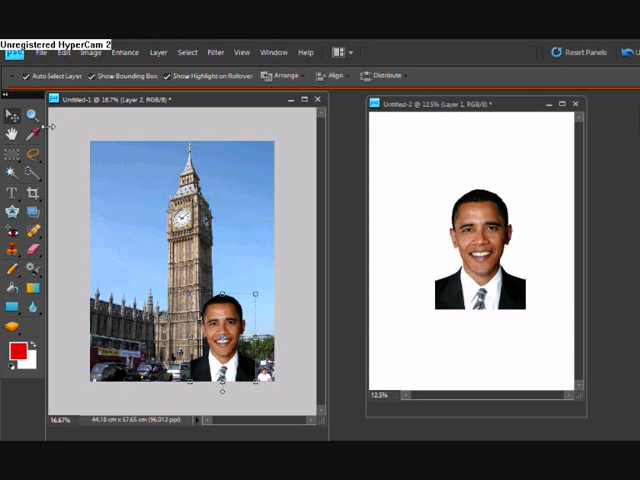 Unregistered HyperCam 2
pse File Edit Image Enhance Layer Select Filter View Window Reset Panels
Auto Select Layer Show Bounding Box Show Highlight on Rollover Arrange Align Distribute
Untitled-1 @ 16.7% (Layer 2, RGB/8) *
Untitled-2 @ 12.5% (Layer 1, RGB/8) *
T
12.5%
16.67% 44.18 cm x 57.65 cm (96.012 ppi)